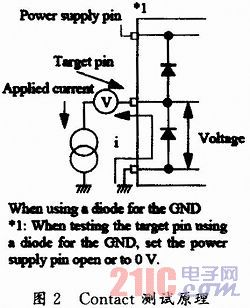 *1
Power supply pin
Target pin
Applied current
V
i
Voltage
When using a diode for the GND
*1: When testing the target pin using
a diode for the GND, set the power
supply pin open or to 0 V.
21IC电子网
图 2 Contact 测试原理